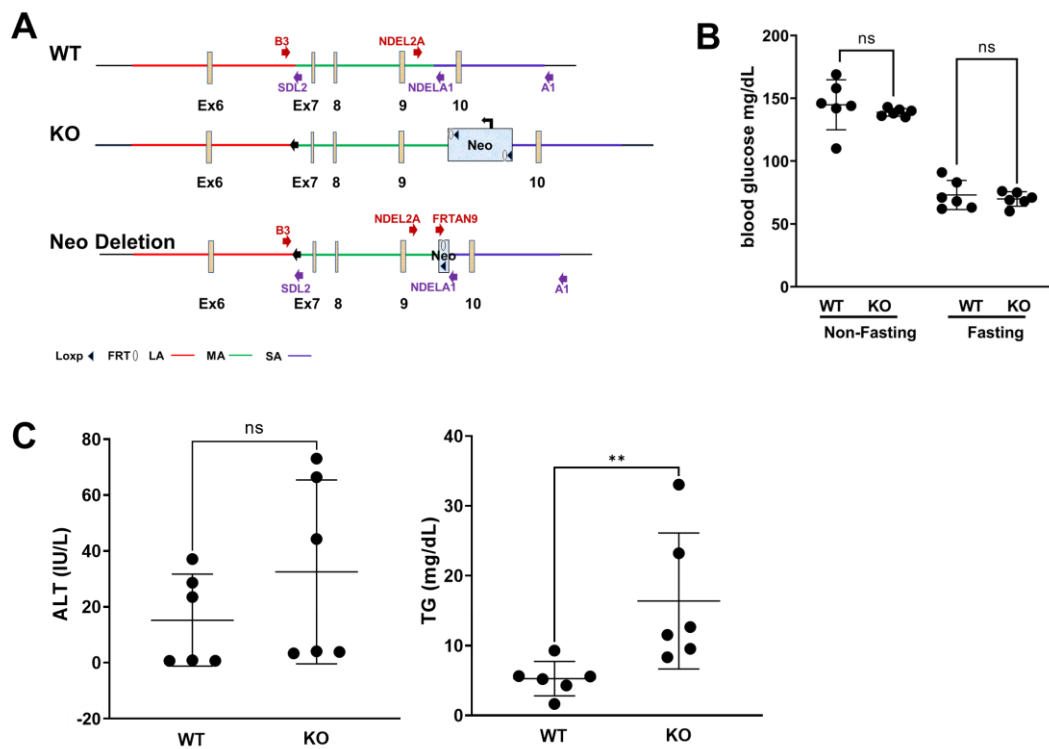 A
WT
B3
NDEL2A
SDL2
NDELA1
A1
Ex6
Ex7
8
9
10
KO
Neo
Ex6
Ex7
8
9
10
Neo Deletion
B3
NDEL2A
FRTAN9
Neo
SDL2
NDELA1
A1
Ex6
Ex7
8
9
10
Loxp FRT LA MA SA
B
blood glucose mg/dL
200
150
100
50
0
ns
ns
WT KO WT KO
Non-Fasting Fasting
C
ALT (IU/L)
80
60
40
20
0
-20
ns
WT KO
TG (mg/dL)
40
30
20
10
0
**
WT KO